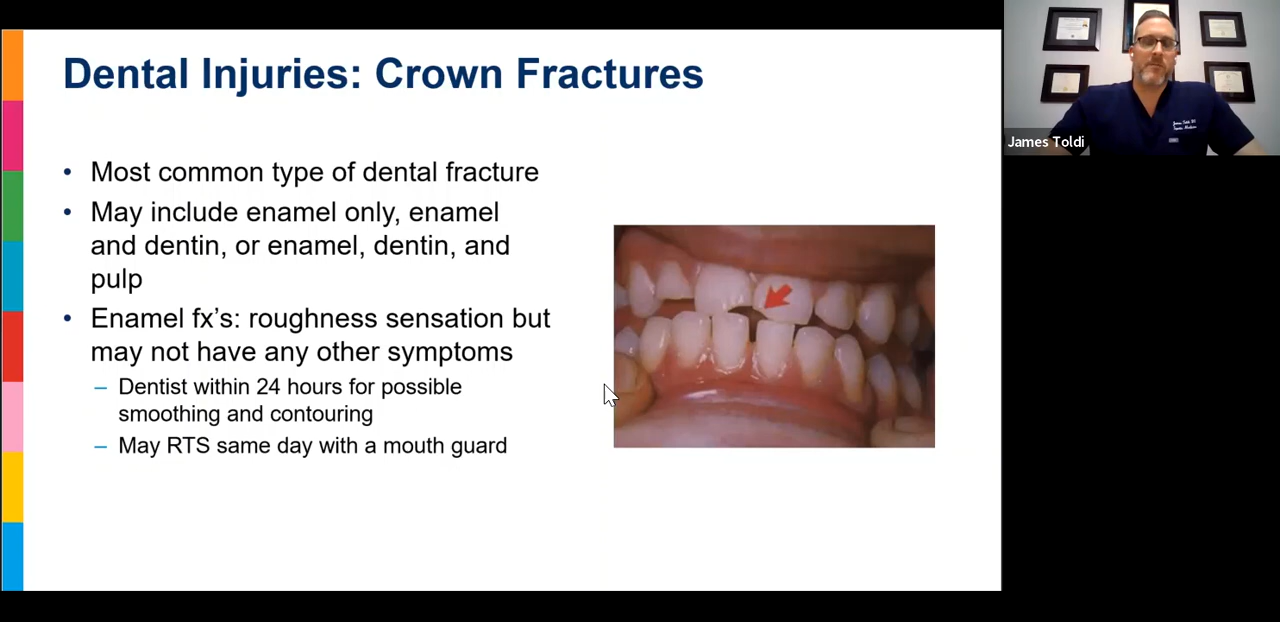 Dental Injuries: Crown Fractures
• Most common type of dental fracture
• May include enamel only, enamel
and dentin, or enamel, dentin, and
pulp
• Enamel fx's: roughness sensation but
may not have any other symptoms
– Dentist within 24 hours for possible
smoothing and contouring
– May RTS same day with a mouth guard
James Toldi